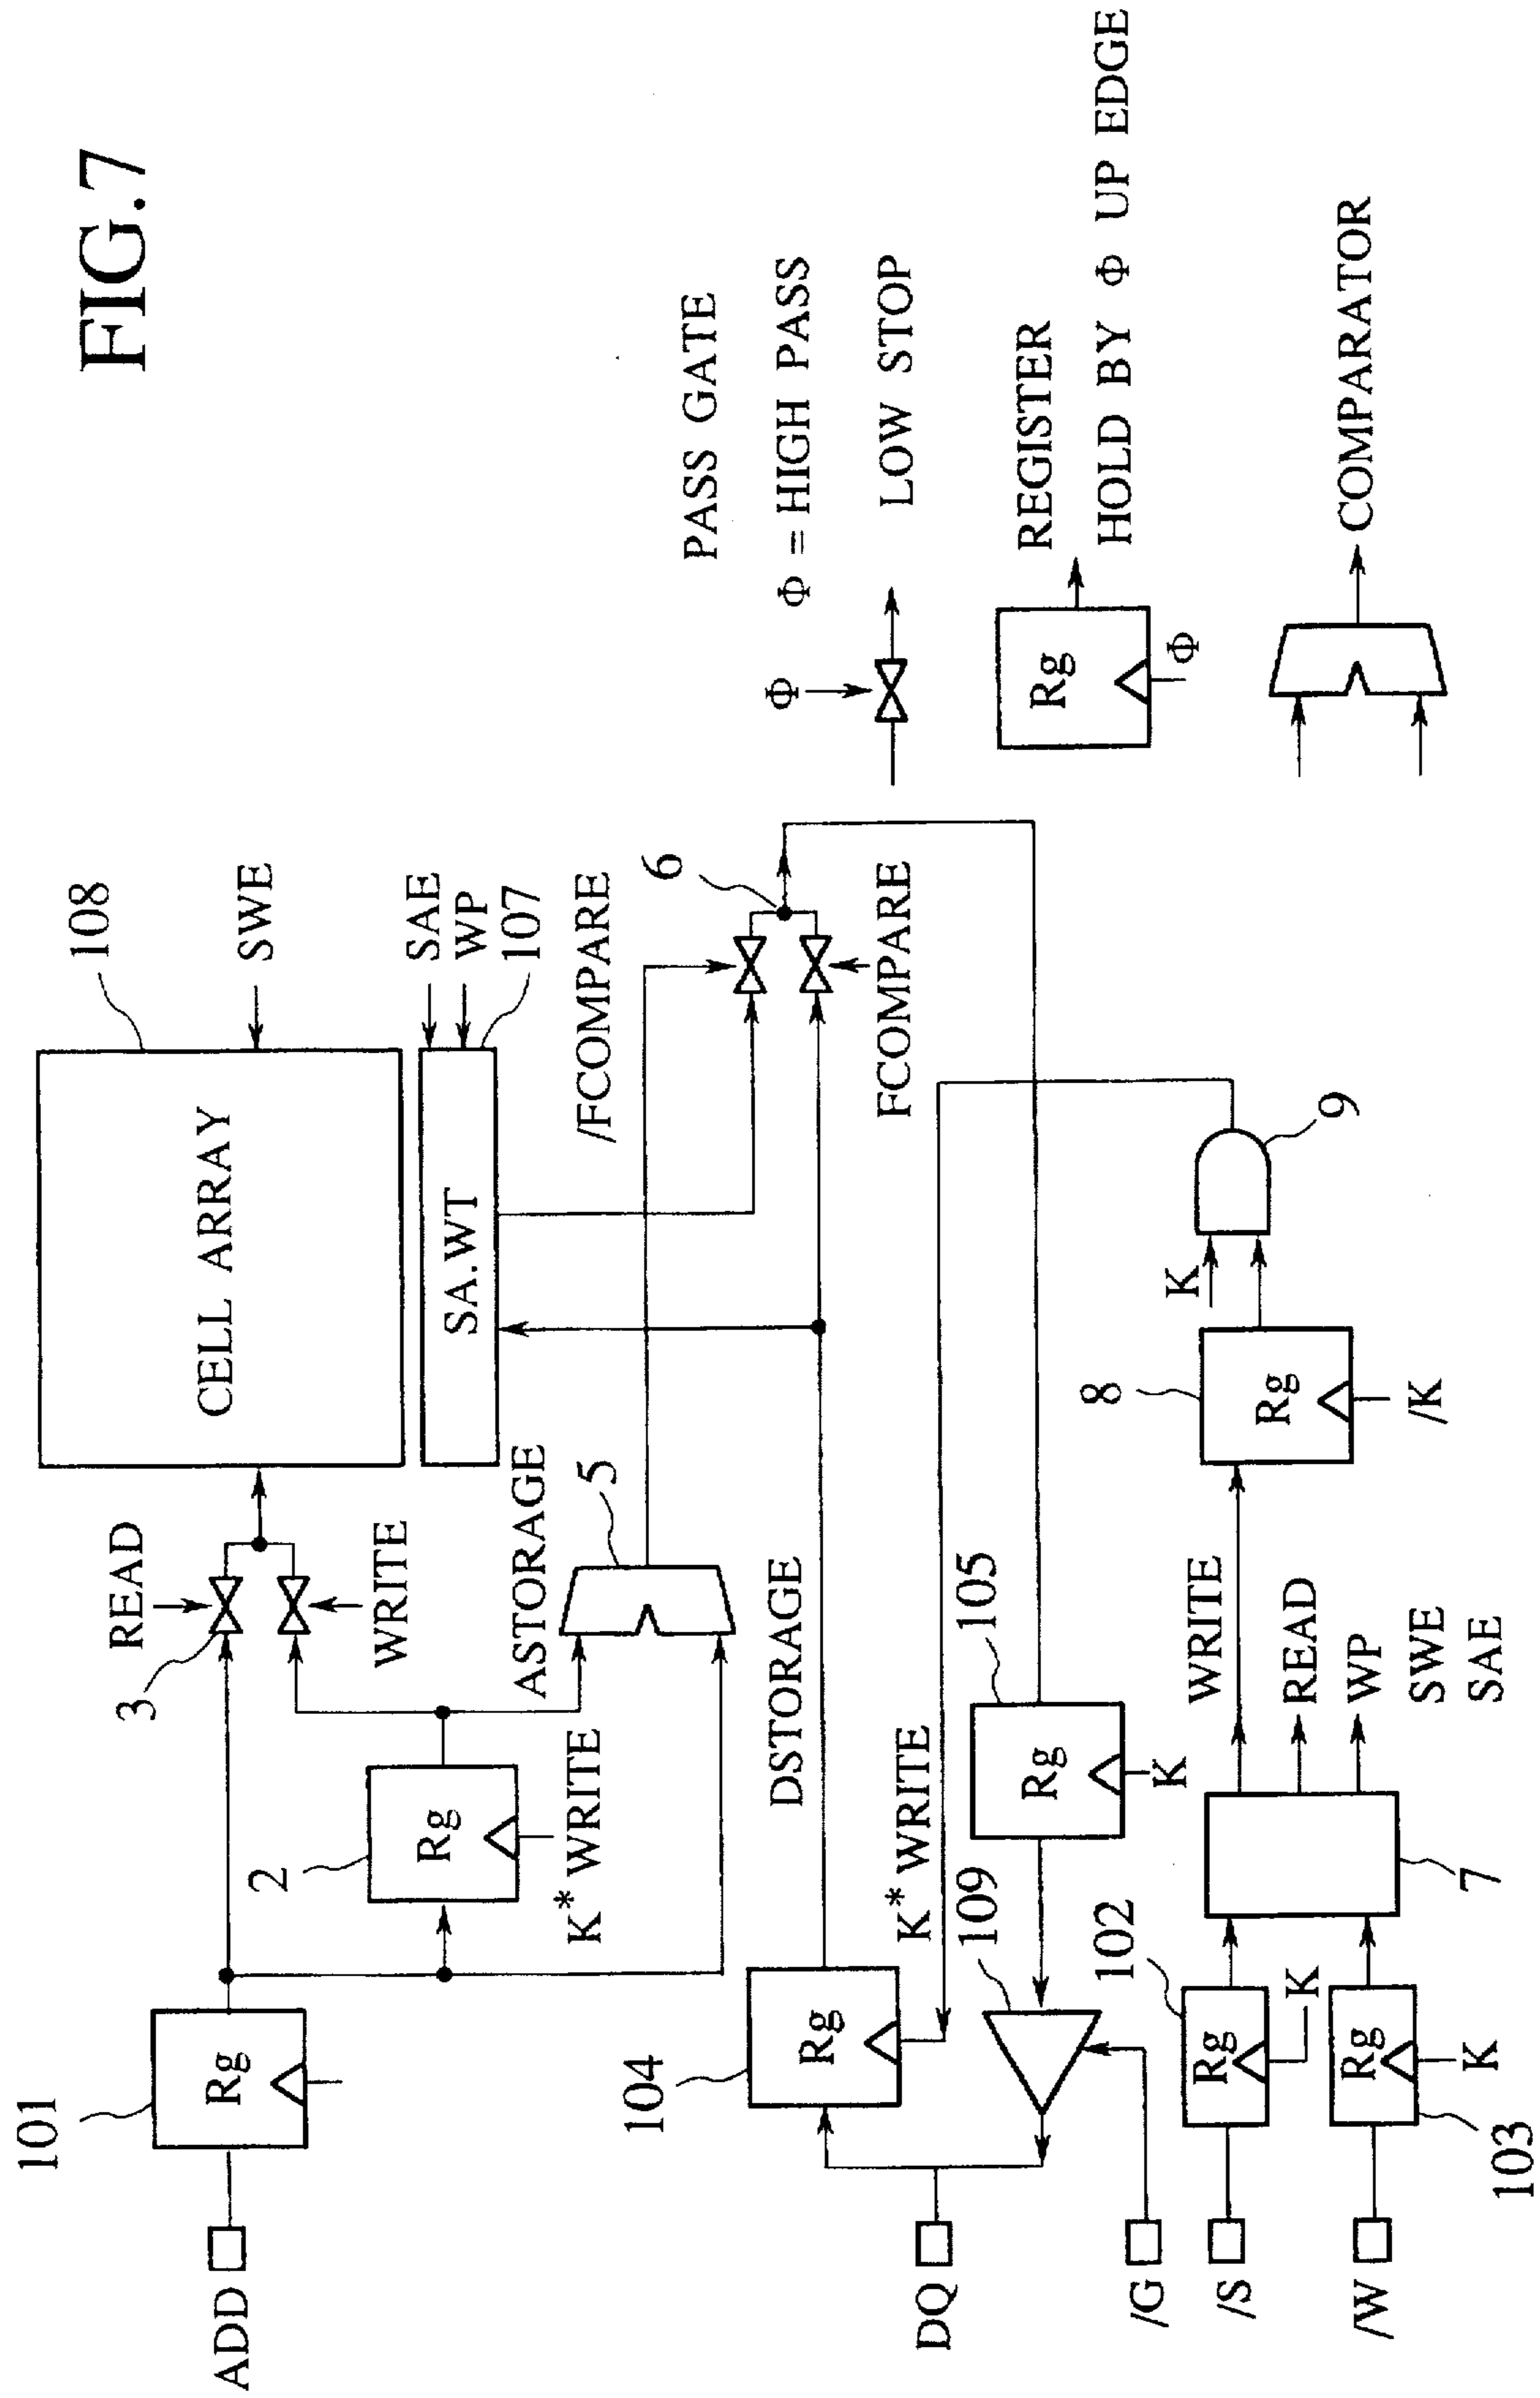 FIG.7
108
SWE
CELL ARRAY
READ
3
WRITE
101
Rg
ADD
SAE
WP
107
SA.WT
ASTORAGE
2
Rg
K*WRITE
5
/FCOMPARE
6
FCOMPARE
DSTORAGE
104
Rg
K*WRITE
DQ
109
105
Rg
K
/G
102
Rg
K
/S
103
Rg
K
/W
7
WRITE
READ
WP
SWE
SAE
8
Rg
/K
K
9
PASS GATE
Φ
Φ = HIGH PASS
LOW STOP
REGISTER
Rg
Φ
HOLD BY Φ UP EDGE
COMPARATOR